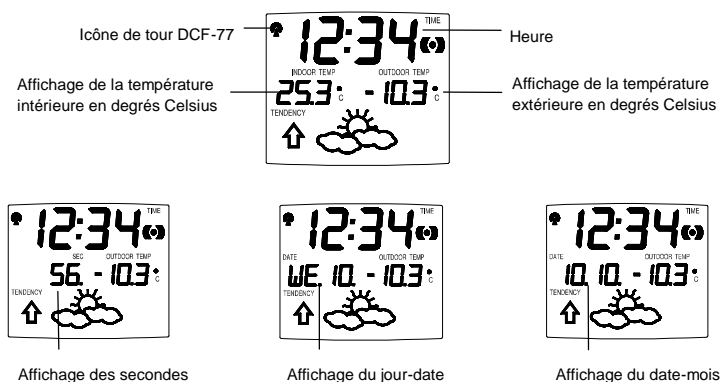 Icône de tour DCF-77
12:34
TIME
Heure
Affichage de la température
intérieure en degrés Celsius
INDOOR TEMP
OUTDOOR TEMP
25.3°C
-10.3°C
Affichage de la température
extérieure en degrés Celsius
TENDENCY
12:34
TIME
SEC
OUTDOOR TEMP
56.
-10.3°C
TENDENCY
Affichage des secondes
12:34
TIME
DATE
OUTDOOR TEMP
WE. 10.
-10.3°C
TENDENCY
Affichage du jour-date
12:34
TIME
DATE
OUTDOOR TEMP
10. 10.
-10.3°C
TENDENCY
Affichage du date-mois